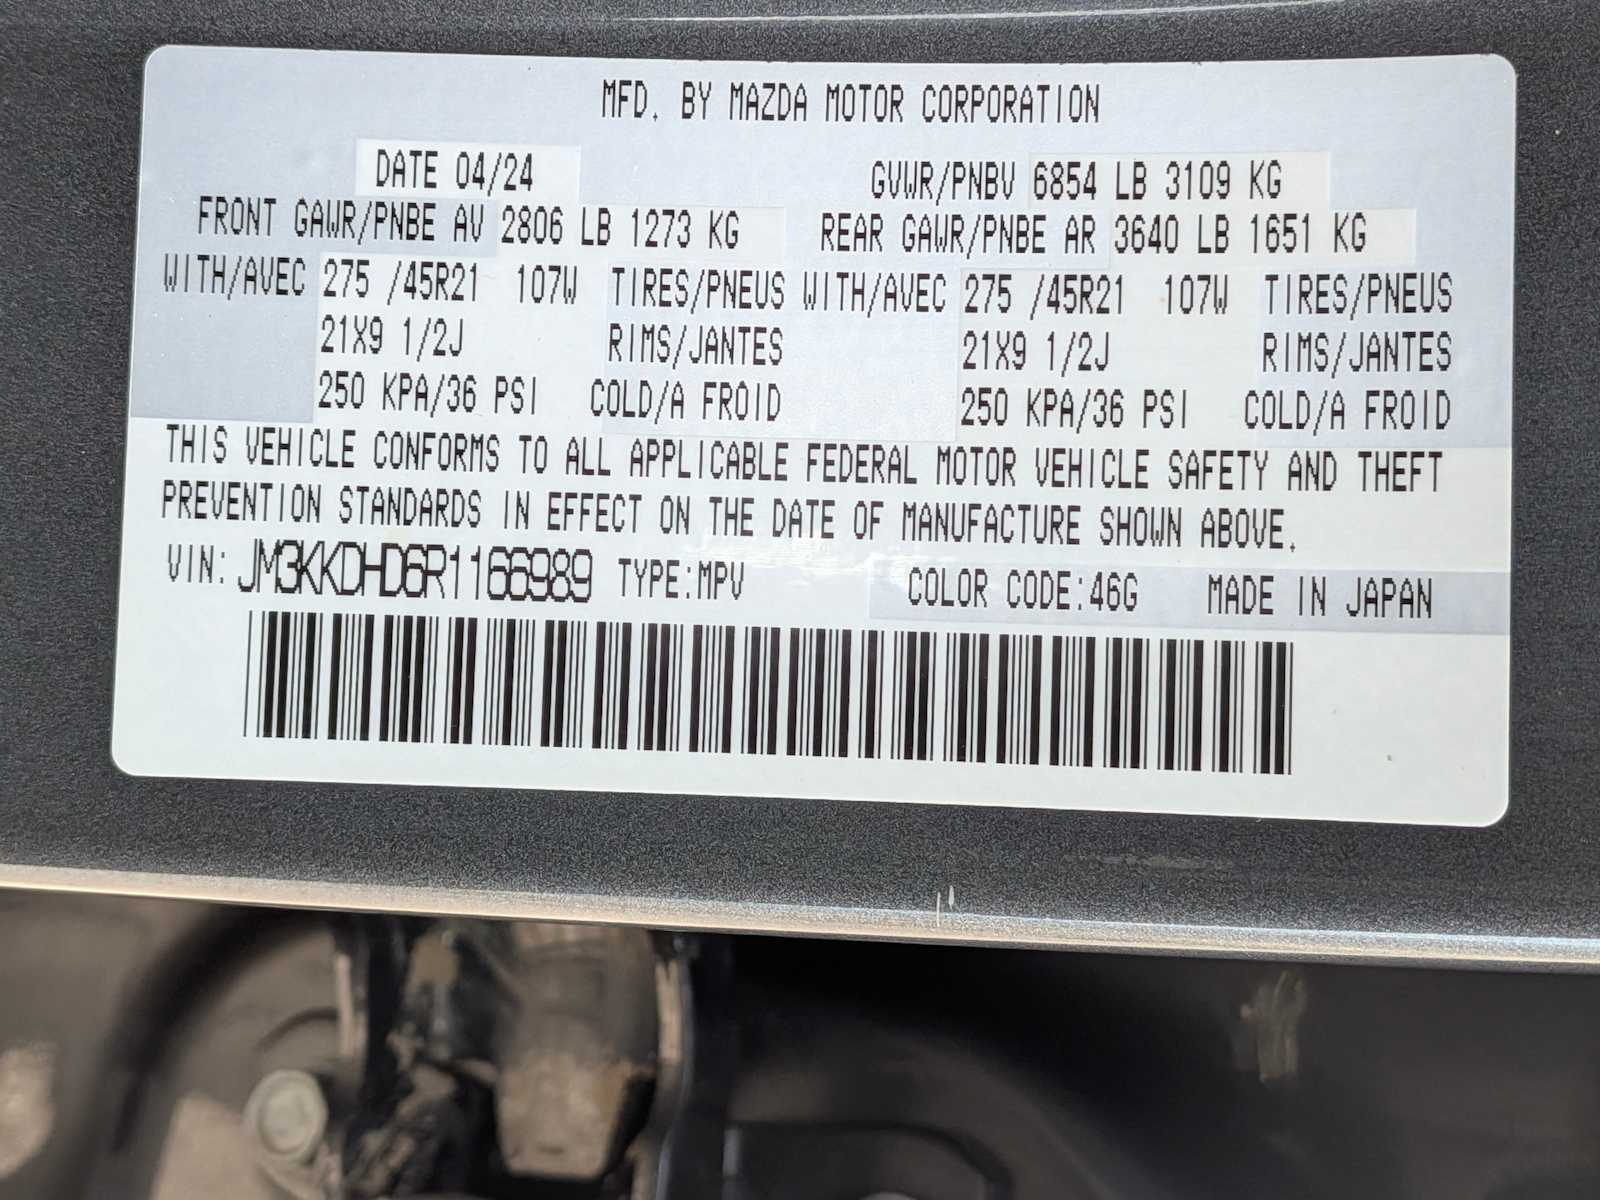 MFD. BY MAZDA MOTOR CORPORATION
DATE 04/24 GVWR/PNBV 6854 LB 3109 KG
FRONT GAWR/PNBE AV 2806 LB 1273 KG REAR GAWR/PNBE AR 3640 LB 1651 KG
WITH/AVEC 275 /45R21 107W TIRES/PNEUS WITH/AVEC 275 /45R21 107W TIRES/PNEUS
21X9 1/2J RIMS/JANTES 21X9 1/2J RIMS/JANTES
250 KPA/36 PSI COLD/A FROID 250 KPA/36 PSI COLD/A FROID
THIS VEHICLE CONFORMS TO ALL APPLICABLE FEDERAL MOTOR VEHICLE SAFETY AND THEFT
PREVENTION STANDARDS IN EFFECT ON THE DATE OF MANUFACTURE SHOWN ABOVE.
VIN: JM3KKDHD6R1166989 TYPE:MPV COLOR CODE:46G MADE IN JAPAN